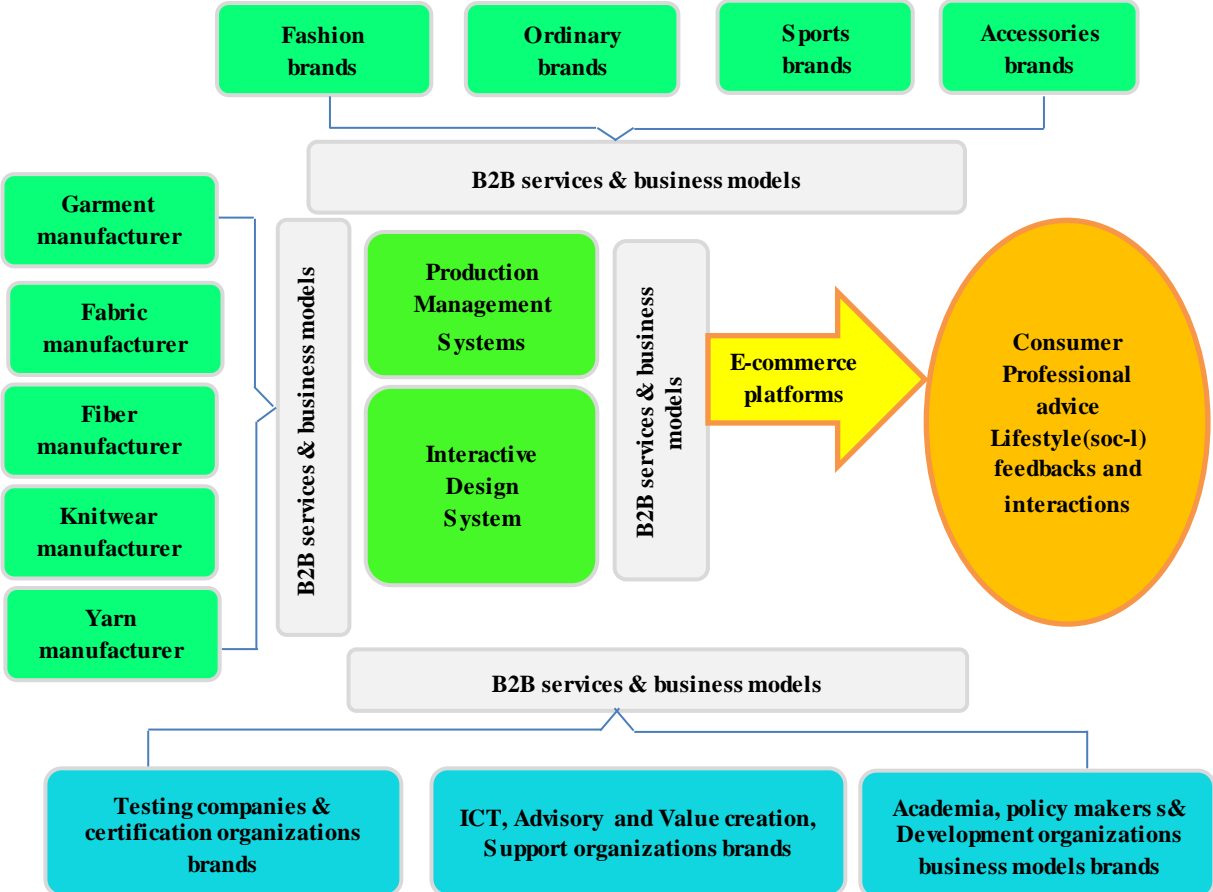 Fashion
brands
Ordinary
brands
Sports
brands
Accessories
brands
B2B services & business models
Garment
manufacturer
Fabric
manufacturer
Fiber
manufacturer
Knitwear
manufacturer
Yarn
manufacturer
B2B services & business models
Production
Management
Systems
Interactive
Design
System
B2B services & business
models
E-commerce
platforms
Consumer
Professional
advice
Lifestyle(soc-l)
feedbacks and
interactions
B2B services & business models
Testing companies &
certification organizations
brands
ICT, Advisory and Value creation,
Support organizations brands
Academia, policy makers s&
Development organizations
business models brands